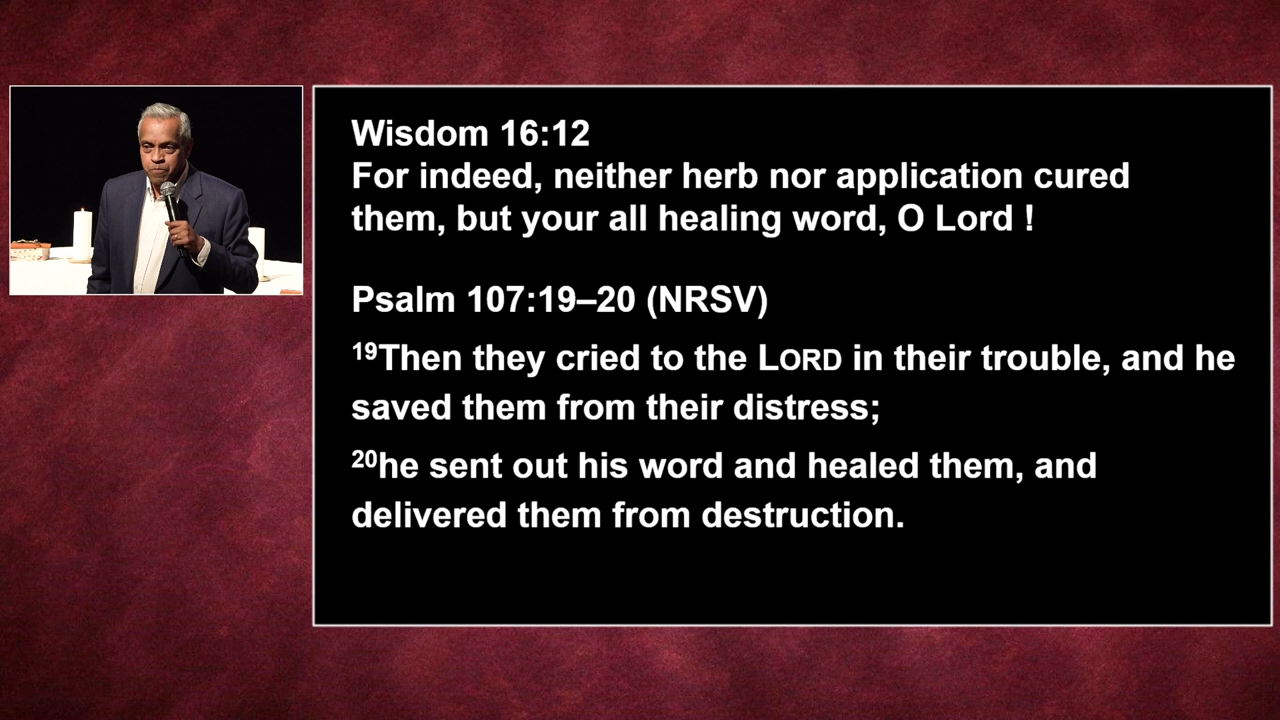 Wisdom 16:12
For indeed, neither herb nor application cured
them, but your all healing word, O Lord !
Psalm 107:19–20 (NRSV)
19Then they cried to the LORD in their trouble, and he
saved them from their distress;
20he sent out his word and healed them, and
delivered them from destruction.